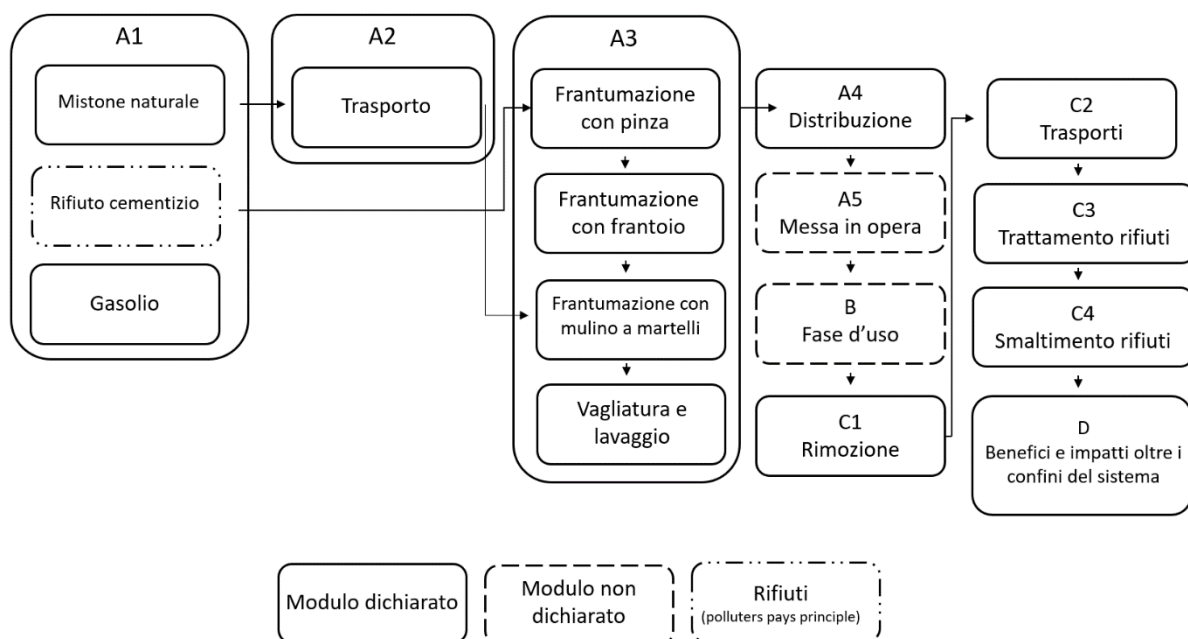 A1
Mistone naturale
Rifiuto cementizio
Gasolio
A2
Trasporto
A3
Frantumazione
con pinza
Frantumazione
con frantoio
Frantumazione con
mulino a martelli
Vagliatura e
lavaggio
A4
Distribuzione
A5
Messa in opera
B
Fase d'uso
C1
Rimozione
C2
Trasporti
C3
Trattamento rifiuti
C4
Smaltimento rifiuti
D
Benefici e impatti oltre i
confini del sistema
Modulo dichiarato
Modulo non
dichiarato
Rifiuti
(polluters pays principle)